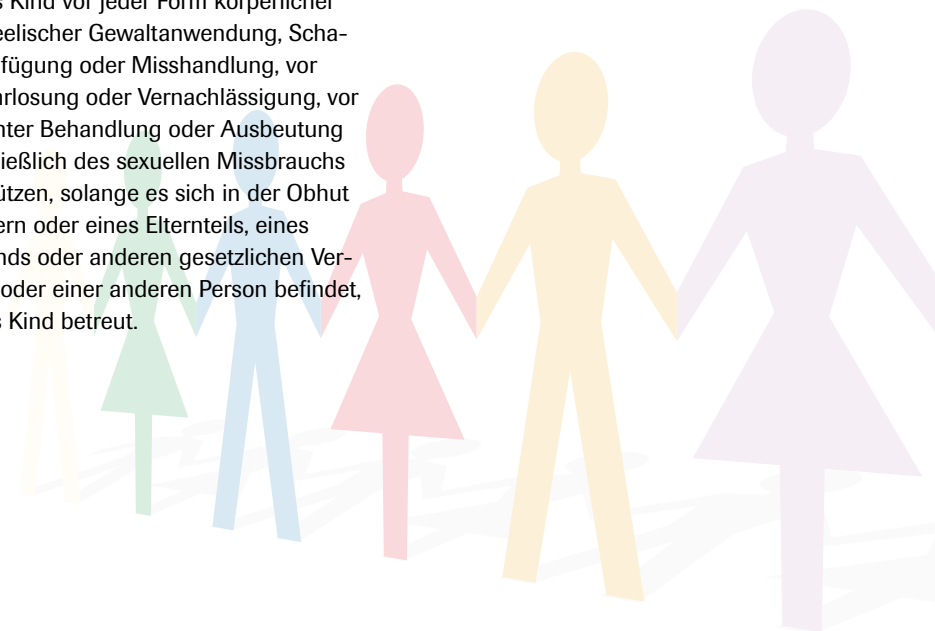 s Kind vor jeder Form körperlicher
eelischer Gewaltanwendung, Scha-
fügung oder Misshandlung, vor
rlosung oder Vernachlässigung, vor
nter Behandlung oder Ausbeutung
ießlich des sexuellen Missbrauchs
ützen, solange es sich in der Obhut
ern oder eines Elternteils, eines
nds oder anderen gesetzlichen Ver-
oder einer anderen Person befindet,
s Kind betreut.